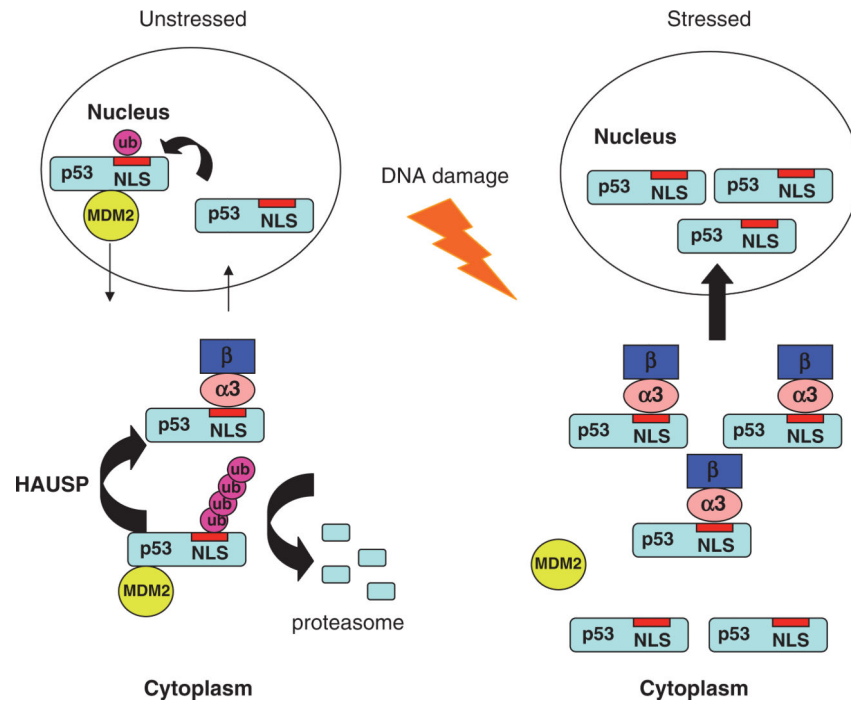 Unstressed
Nucleus
ub
p53
NLS
MDM2
p53
NLS
β
α3
p53
NLS
HAUSP
ub
ub
ub
ub
p53
NLS
MDM2
proteasome
Cytoplasm
DNA damage
Stressed
Nucleus
p53
NLS
p53
NLS
p53
NLS
β
α3
p53
NLS
β
α3
p53
NLS
β
α3
p53
NLS
MDM2
p53
NLS
p53
NLS
Cytoplasm